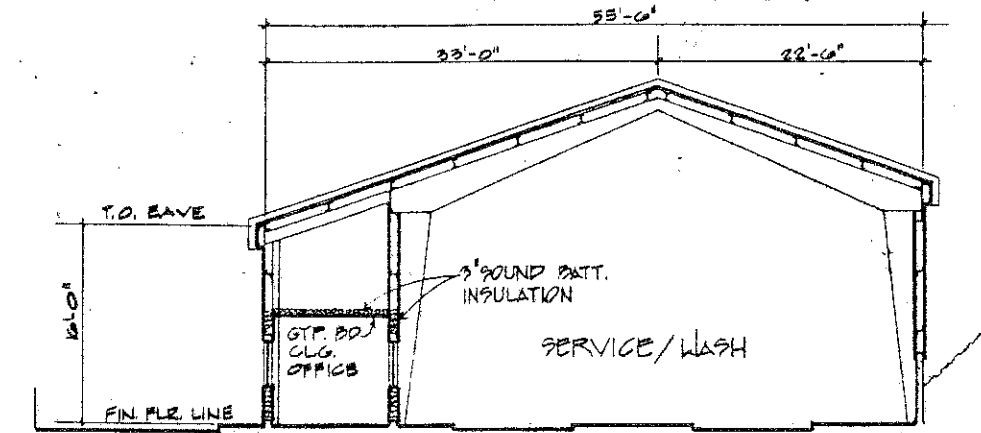 55'-6"
33'-0"
22'-6"
T.O. EAVE
16'-0"
3" SOUND BATT.
INSULATION
GYP. BD
CLG.
OFFICE
SERVICE/WASH
FIN. FLR. LINE